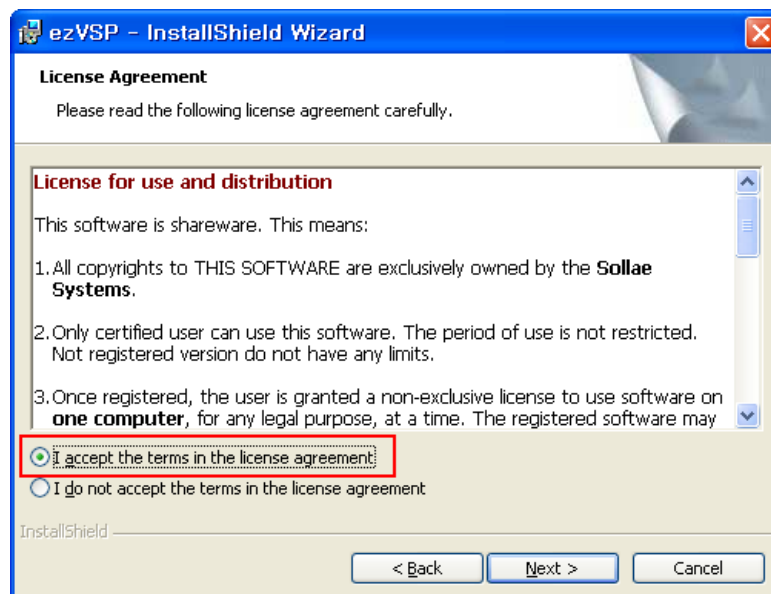 ezVSP - InstallShield Wizard
License Agreement
Please read the following license agreement carefully.
License for use and distribution
This software is shareware. This means:
1.All copyrights to THIS SOFTWARE are exclusively owned by the Sollae
Systems.
2.Only certified user can use this software. The period of use is not restricted.
Not registered version do not have any limits.
3.Once registered, the user is granted a non-exclusive license to use software on
one computer, for any legal purpose, at a time. The registered software may
I accept the terms in the license agreement
I do not accept the terms in the license agreement
InstallShield
< Back Next > Cancel